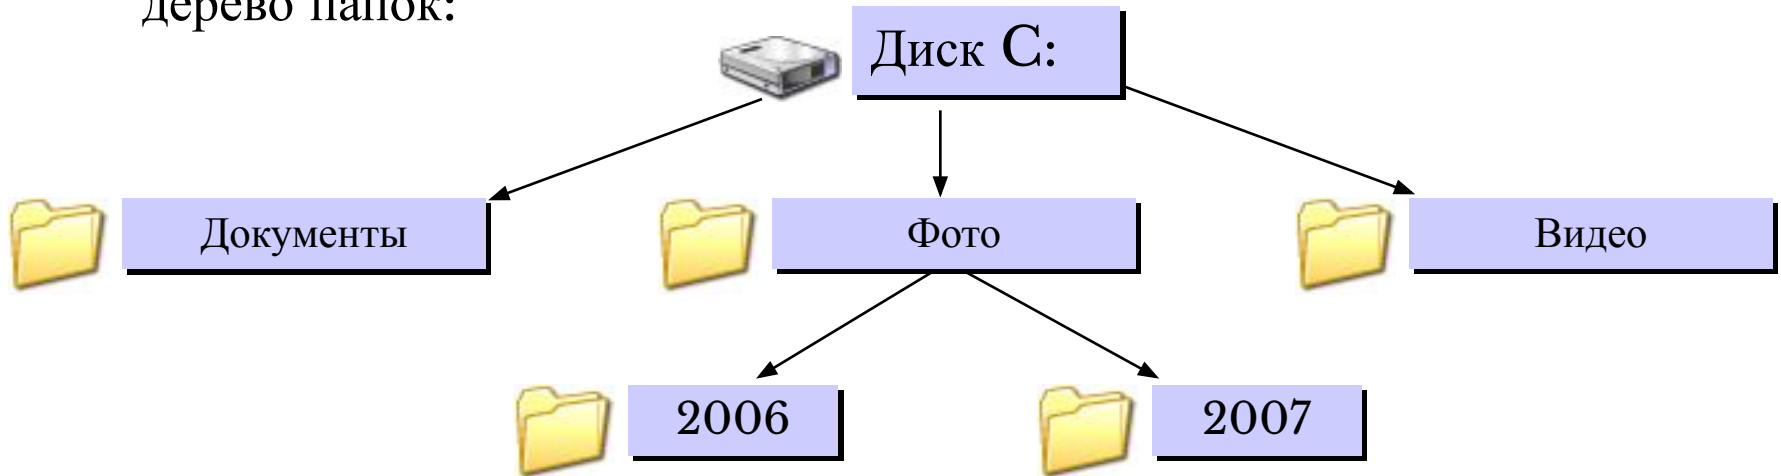 дерево папок:
Диск C:
Документы
Фото
Видео
2006
2007